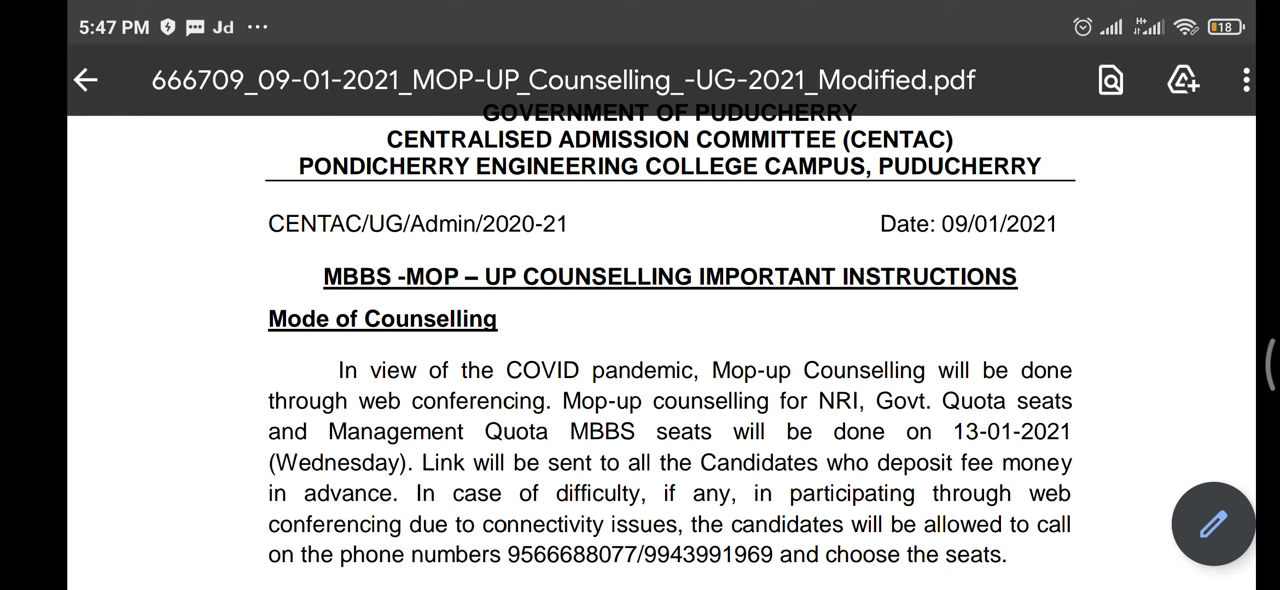 5:47 PM Jd ... H+ 18
666709_09-01-2021_MOP-UP_Counselling_-UG-2021_Modified.pdf
GOVERNMENT OF PUDUCHERRY
CENTRALISED ADMISSION COMMITTEE (CENTAC)
PONDICHERRY ENGINEERING COLLEGE CAMPUS, PUDUCHERRY
CENTAC/UG/Admin/2020-21 Date: 09/01/2021
MBBS -MOP – UP COUNSELLING IMPORTANT INSTRUCTIONS
Mode of Counselling
In view of the COVID pandemic, Mop-up Counselling will be done
through web conferencing. Mop-up counselling for NRI, Govt. Quota seats
and Management Quota MBBS seats will be done on 13-01-2021
(Wednesday). Link will be sent to all the Candidates who deposit fee money
in advance. In case of difficulty, if any, in participating through web
conferencing due to connectivity issues, the candidates will be allowed to call
on the phone numbers 9566688077/9943991969 and choose the seats.